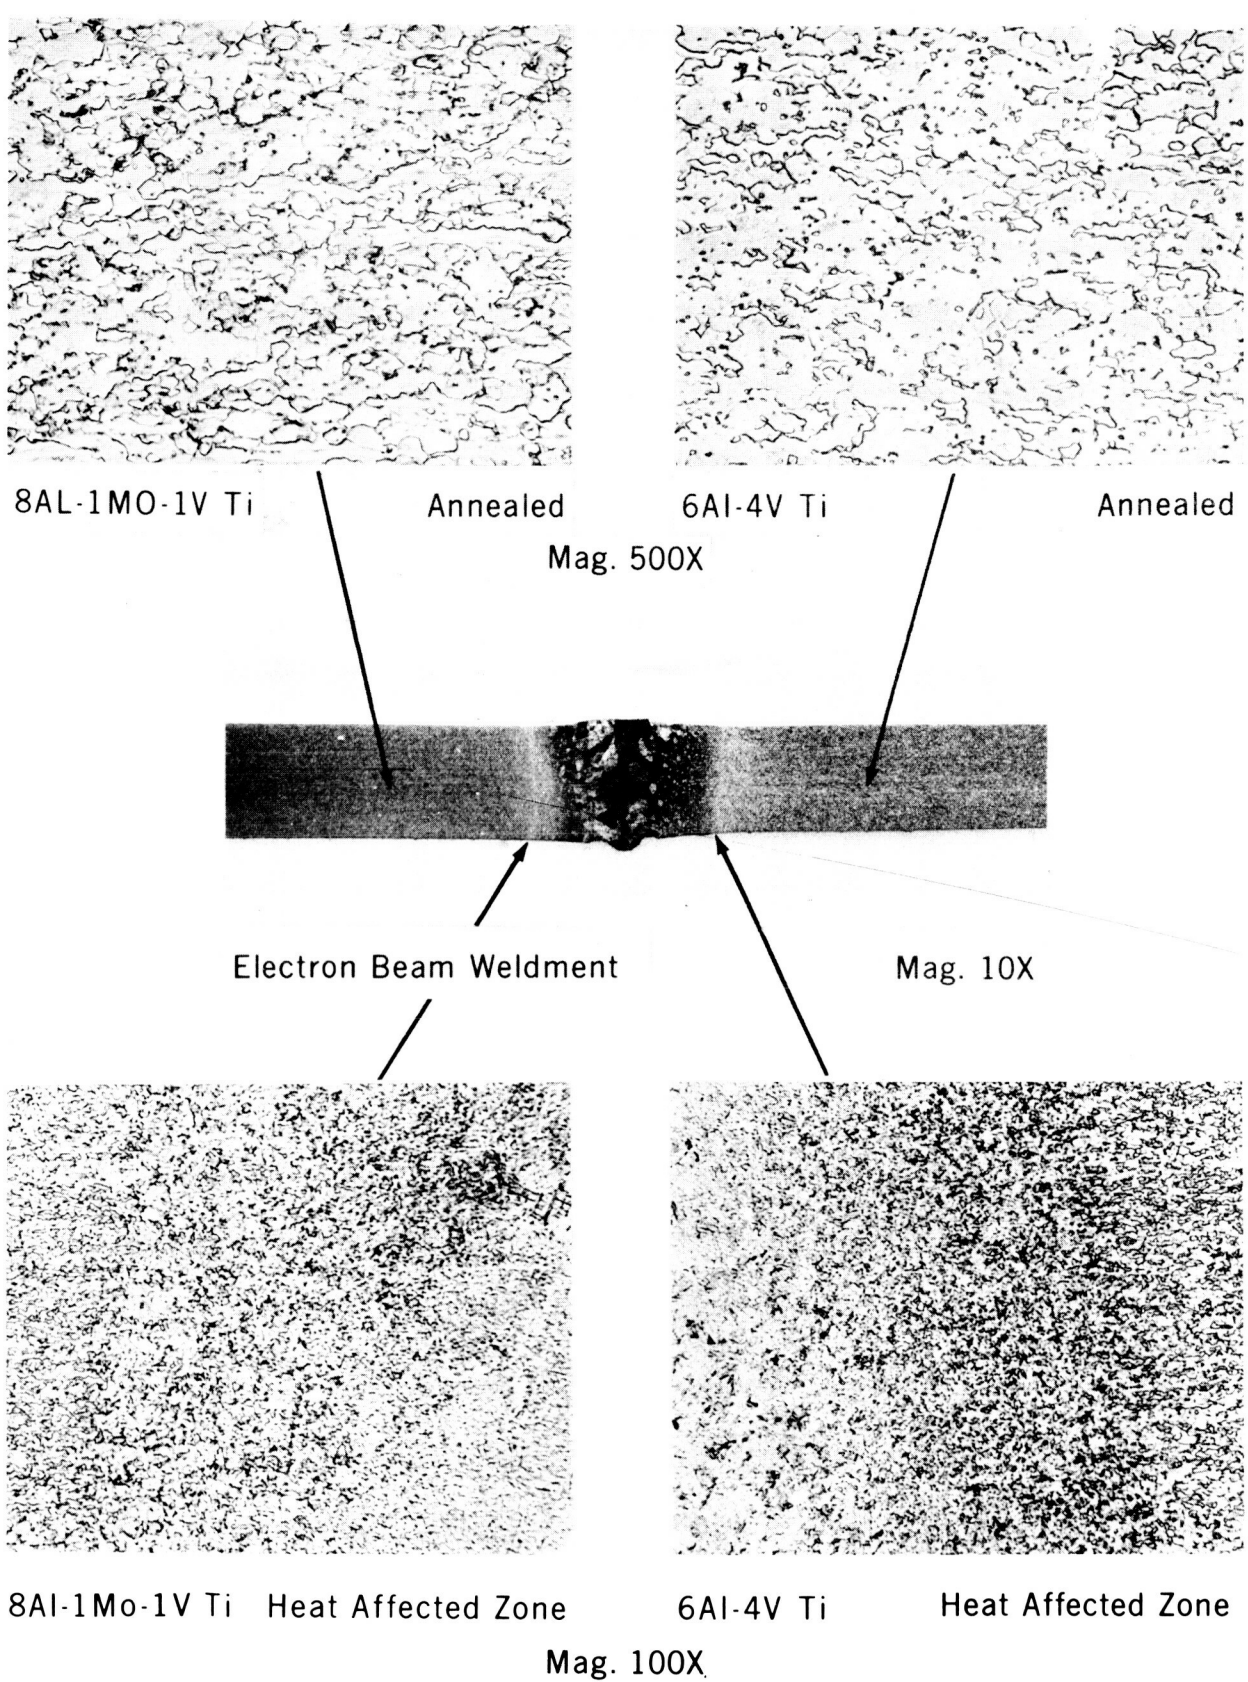 8AL-1MO-1V Ti Annealed 6Al-4V Ti Annealed
Mag. 500X
Electron Beam Weldment Mag. 10X
8Al-1Mo-1V Ti Heat Affected Zone 6Al-4V Ti Heat Affected Zone
Mag. 100X